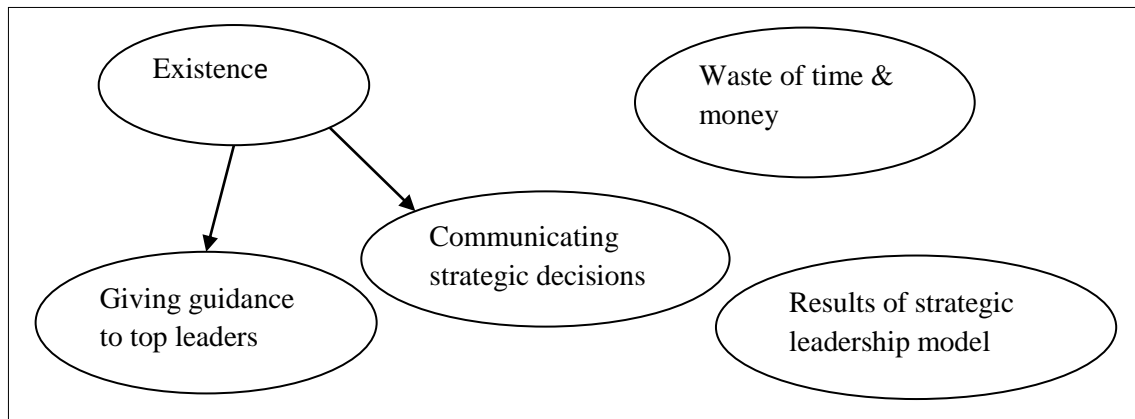 Existence
Waste of time &
money
Communicating
strategic decisions
Giving guidance
to top leaders
Results of strategic
leadership model